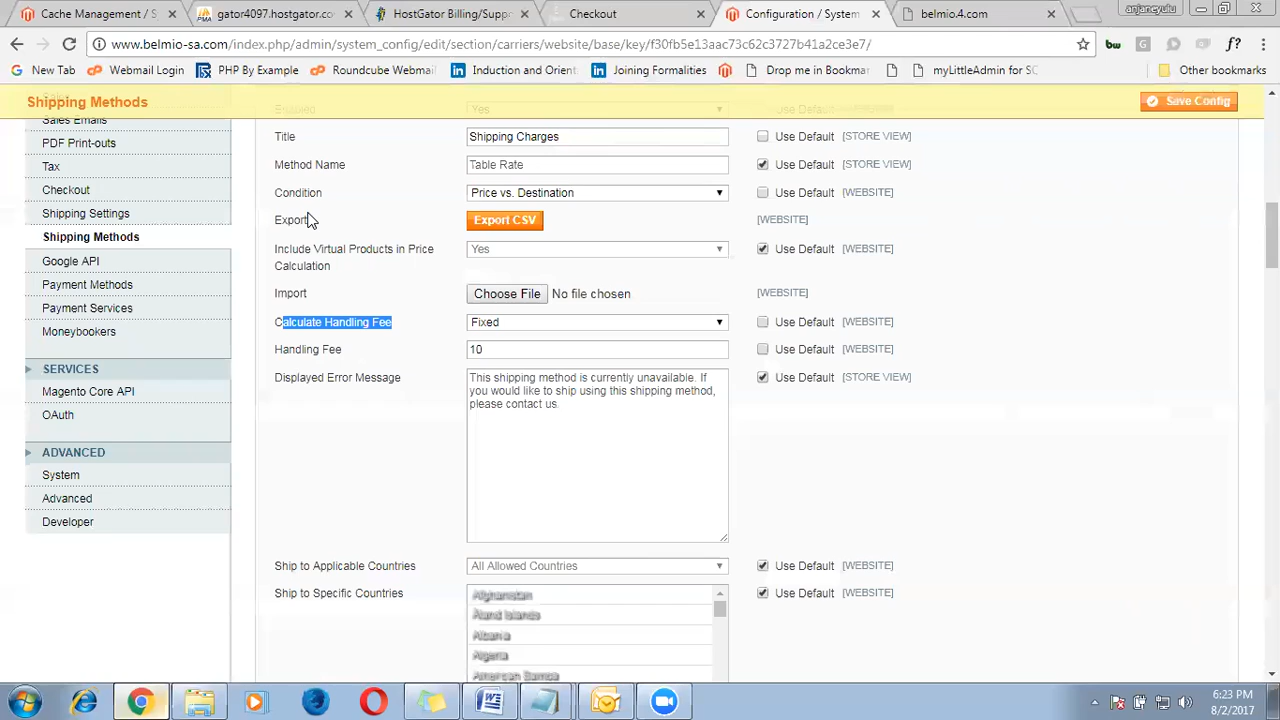 Cache Management / S
gator4097.hostgator.co
HostGator Billing/Suppo
Checkout
Configuration / System
belmio.4.com
anjaneyulu
www.belmio-sa.com/index.php/admin/system_config/edit/section/carriers/website/base/key/f30fb5e13aac73c62c3727b41a2ce3e7/
New Tab
Webmail Login
PHP By Example
Roundcube Webmai
Induction and Orient
Joining Formalities
Drop me in Bookmar
myLittleAdmin for SC
Other bookmarks
Shipping Methods
Save Config
Sales Emails
PDF Print-outs
Tax
Checkout
Shipping Settings
Shipping Methods
Google API
Payment Methods
Payment Services
Moneybookers
SERVICES
Magento Core API
OAuth
ADVANCED
System
Advanced
Developer
Enabled
Yes
Use Default
Title
Shipping Charges
Use Default [STORE VIEW]
Method Name
Table Rate
Use Default [STORE VIEW]
Condition
Price vs. Destination
Use Default [WEBSITE]
Export
Export CSV
[WEBSITE]
Include Virtual Products in Price
Calculation
Yes
Use Default [WEBSITE]
Import
Choose File No file chosen
[WEBSITE]
Calculate Handling Fee
Fixed
Use Default [WEBSITE]
Handling Fee
10
Use Default [WEBSITE]
Displayed Error Message
This shipping method is currently unavailable. If
you would like to ship using this shipping method,
please contact us.
Use Default [STORE VIEW]
Ship to Applicable Countries
All Allowed Countries
Use Default [WEBSITE]
Ship to Specific Countries
Afghanistan
Åland Islands
Albania
Algeria
American Samoa
Use Default [WEBSITE]
6:23 PM
8/2/2017